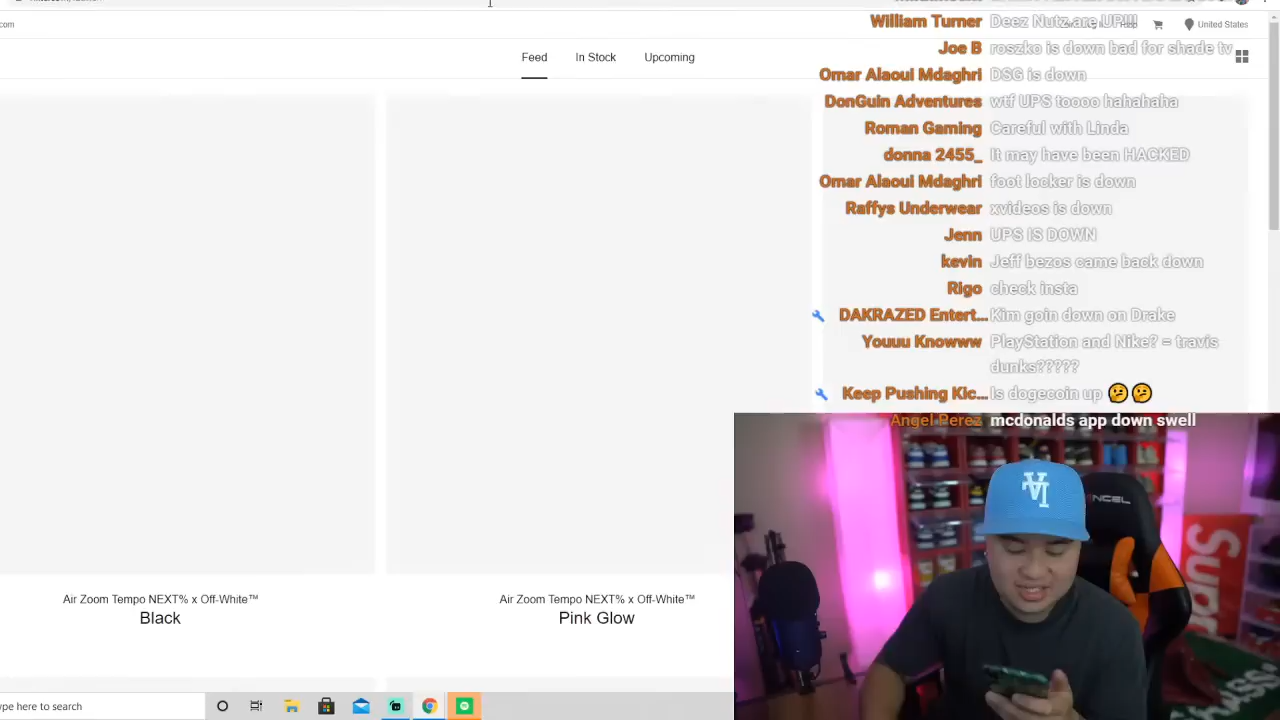 com
United States
Feed
In Stock
Upcoming
William Turner Deez Nutz are UP!!!
Joe B roszko is down bad for shade tv
Omar Alaoui Mdaghri DSG is down
DonGuin Adventures wtf UPS toooo hahahaha
Roman Gaming Careful with Linda
donna 2455_ It may have been HACKED
Omar Alaoui Mdaghri foot locker is down
Raffys Underwear xvideos is down
Jenn UPS IS DOWN
kevin Jeff bezos came back down
Rigo check insta
DAKRAZED Entert... Kim goin down on Drake
Youuu Knowww PlayStation and Nike? = travis
dunks?????
Keep Pushing Kic... Is dogecoin up 🤔🤔
Angel Perez mcdonalds app down swell
Air Zoom Tempo NEXT% x Off-White™
Black
Air Zoom Tempo NEXT% x Off-White™
Pink Glow
NCEL
Supr
ype here to search